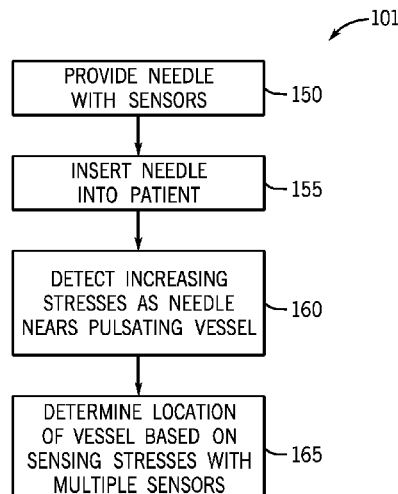 101
PROVIDE NEEDLE
WITH SENSORS
150
INSERT NEEDLE
INTO PATIENT
155
DETECT INCREASING
STRESSES AS NEEDLE
NEARS PULSATING VESSEL
160
DETERMINE LOCATION
OF VESSEL BASED ON
SENSING STRESSES WITH
MULTIPLE SENSORS
165